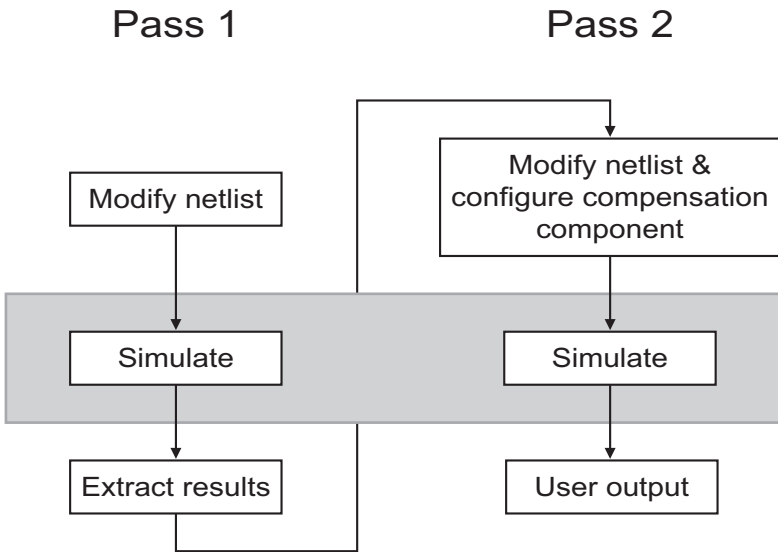 Pass 1
Modify netlist
Simulate
Extract results
Pass 2
Modify netlist &
configure compensation
component
Simulate
User output